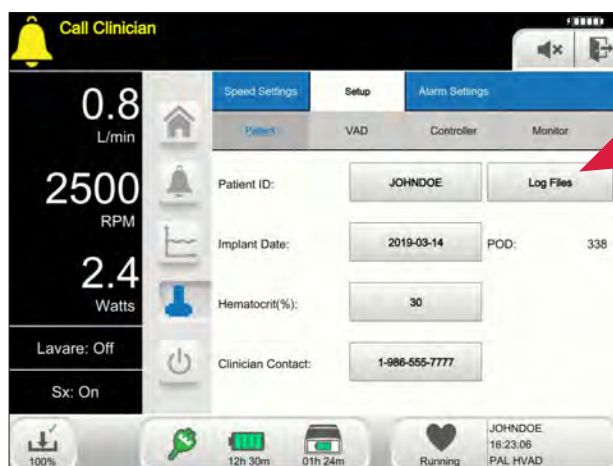 Call Clinician
0.8
L/min
2500
RPM
2.4
Watts
Lavare: Off
Sx: On
Speed Settings Setup Alarm Settings
Patient VAD Controller Monitor
Patient ID: JOHNDOE Log Files
Implant Date: 2019-03-14 POD: 338
Hematocrit(%): 30
Clinician Contact: 1-986-555-7777
100% 12h 30m 01h 24m Running
JOHNDOE
16:23:06
PAL HVAD